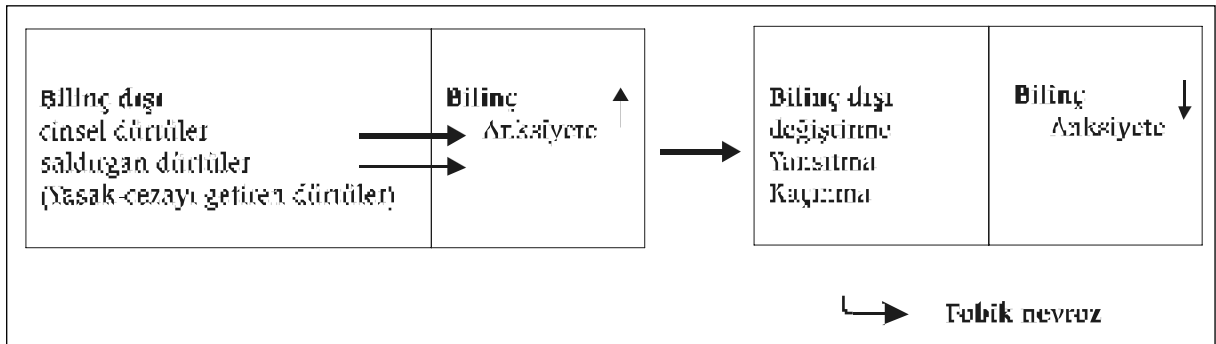 Bilinç dışı
cinsel dürtüler
saldırgan dürtüler
(Yasak-cezayı getiren dürtüler)
Bilinç
Anksiyete
Bilinç dışı
değiştirme
Yansıtma
Kaçınma
Bilinç
Anksiyete
Fobik nevroz